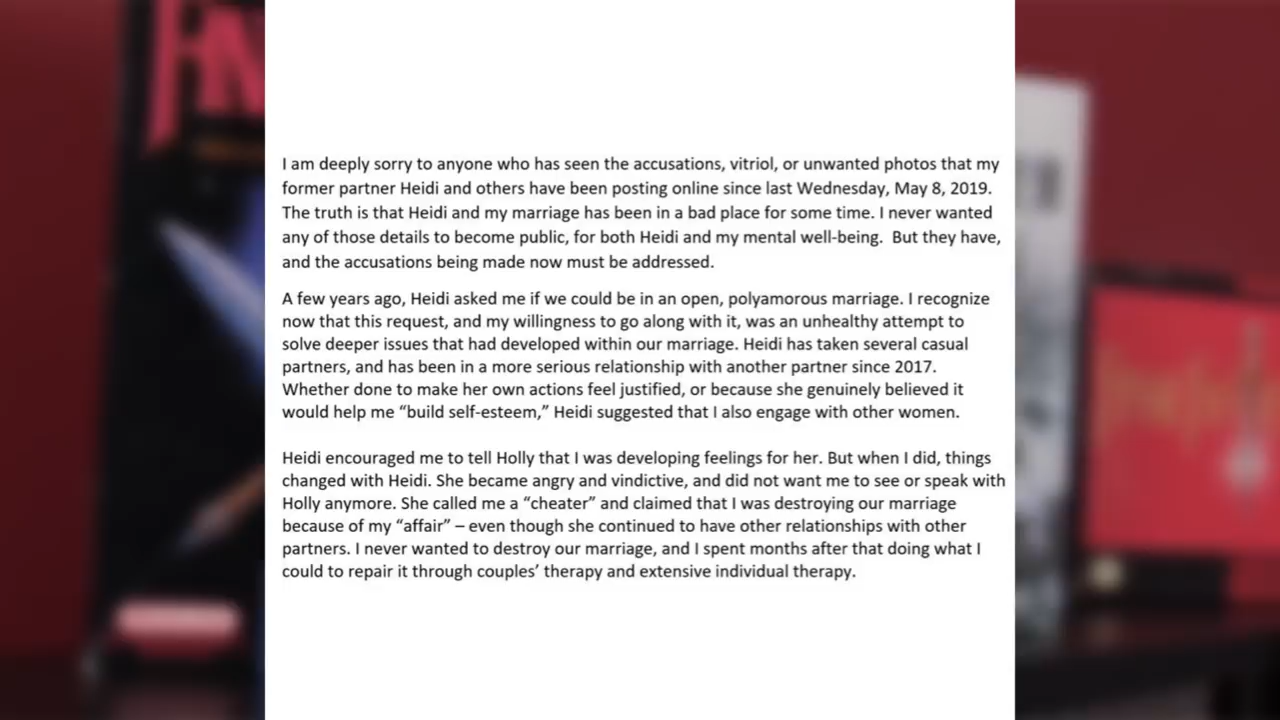 I am deeply sorry to anyone who has seen the accusations, vitriol, or unwanted photos that my
former partner Heidi and others have been posting online since last Wednesday, May 8, 2019.
The truth is that Heidi and my marriage has been in a bad place for some time. I never wanted
any of those details to become public, for both Heidi and my mental well-being.  But they have,
and the accusations being made now must be addressed.
A few years ago, Heidi asked me if we could be in an open, polyamorous marriage. I recognize
now that this request, and my willingness to go along with it, was an unhealthy attempt to
solve deeper issues that had developed within our marriage. Heidi has taken several casual
partners, and has been in a more serious relationship with another partner since 2017.
Whether done to make her own actions feel justified, or because she genuinely believed it
would help me “build self-esteem,” Heidi suggested that I also engage with other women.
Heidi encouraged me to tell Holly that I was developing feelings for her. But when I did, things
changed with Heidi. She became angry and vindictive, and did not want me to see or speak with
Holly anymore. She called me a “cheater” and claimed that I was destroying our marriage
because of my “affair” – even though she continued to have other relationships with other
partners. I never wanted to destroy our marriage, and I spent months after that doing what I
could to repair it through couples’ therapy and extensive individual therapy.